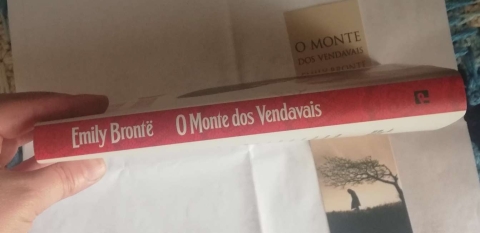 O MONTE
DOS VENDAVAIS
Emily Brontë O Monte dos Vendavais